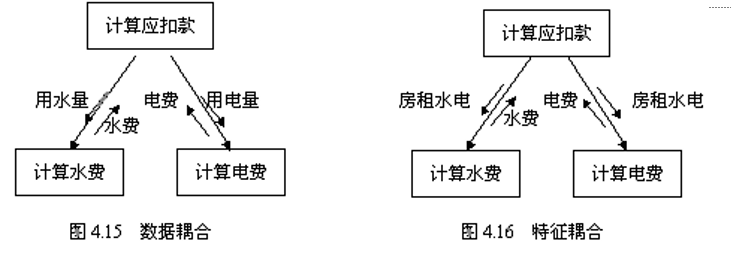 计算应扣款
用水量
水费
电费
用电量
计算水费
计算电费
图 4.15 数据耦合
计算应扣款
房租水电
水费
电费
房租水电
计算水费
计算电费
图 4.16 特征耦合